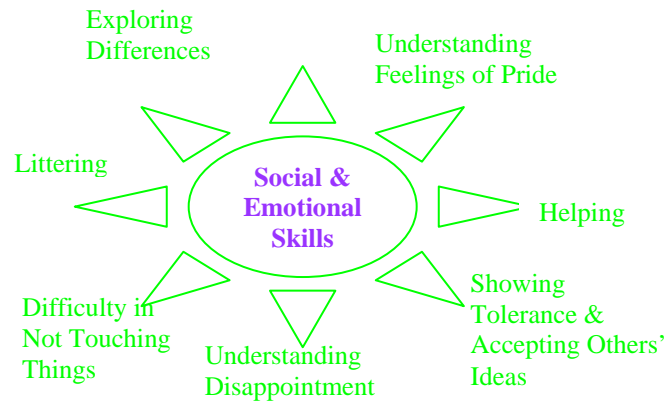 Exploring
Differences
Understanding
Feelings of Pride
Littering
Social &
Emotional
Skills
Helping
Difficulty in
Not Touching
Things
Understanding
Disappointment
Showing
Tolerance &
Accepting Others’
Ideas